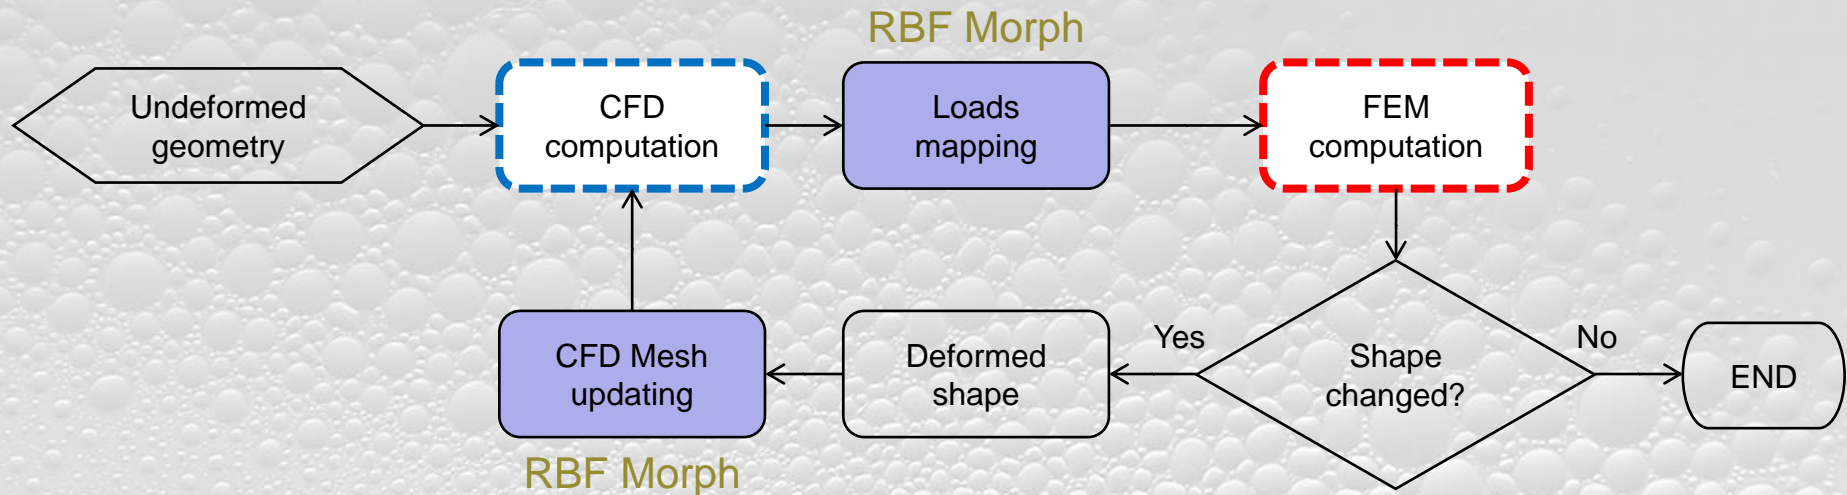 RBF Morph
Undeformed
geometry
CFD
computation
Loads
mapping
FEM
computation
CFD Mesh
updating
Deformed
shape
Yes
Shape
changed?
No
END
RBF Morph